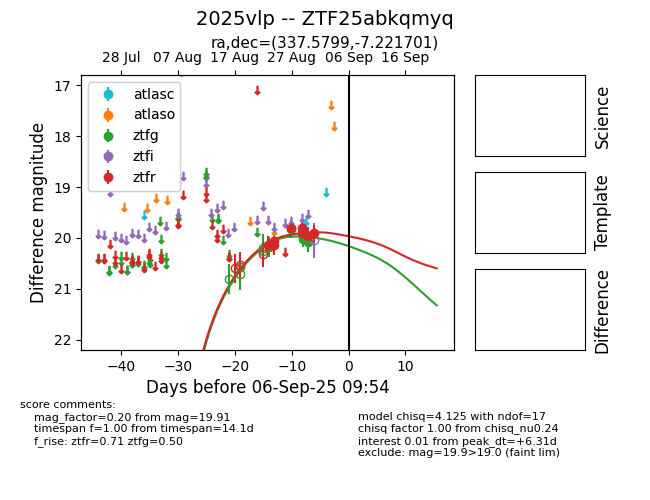 2025vlp -- ZTF25abkqmyq
ra,dec=(337.5799,-7.221701)
28 Jul 07 Aug 17 Aug 27 Aug 06 Sep 16 Sep
17
18
19
20
21
22
Difference magnitude
atlasc
atlaso
ztfg
ztfi
ztfr
−40 −30 −20 −10 0 10
Days before 06-Sep-25 09:54
Science
Template
Difference
score comments:
mag_factor=0.20 from mag=19.91
timespan f=1.00 from timespan=14.1d
f_rise: ztfr=0.71 ztfg=0.50
model chisq=4.125 with ndof=17
chisq factor 1.00 from chisq_nu0.24
interest 0.01 from peak_dt=+6.31d
exclude: mag=19.9>19.0 (faint lim)